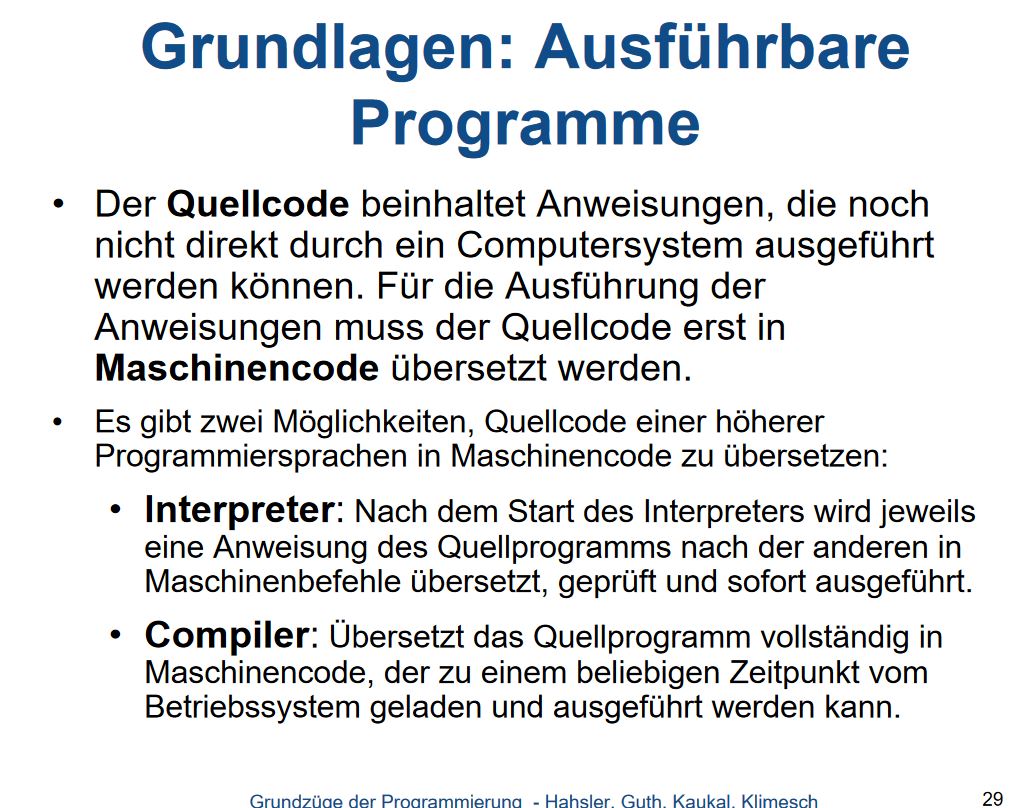 Grundlagen: Ausführbare
Programme
• Der Quellcode beinhaltet Anweisungen, die noch
nicht direkt durch ein Computersystem ausgeführt
werden können. Für die Ausführung der
Anweisungen muss der Quellcode erst in
Maschinencode übersetzt werden.
• Es gibt zwei Möglichkeiten, Quellcode einer höherer
Programmiersprachen in Maschinencode zu übersetzen:
• Interpreter: Nach dem Start des Interpreters wird jeweils
eine Anweisung des Quellprogramms nach der anderen in
Maschinenbefehle übersetzt, geprüft und sofort ausgeführt.
• Compiler: Übersetzt das Quellprogramm vollständig in
Maschinencode, der zu einem beliebigen Zeitpunkt vom
Betriebssystem geladen und ausgeführt werden kann.
Grundzüge der Programmierung - Hahsler, Guth, Kaukal, Klimesch
29